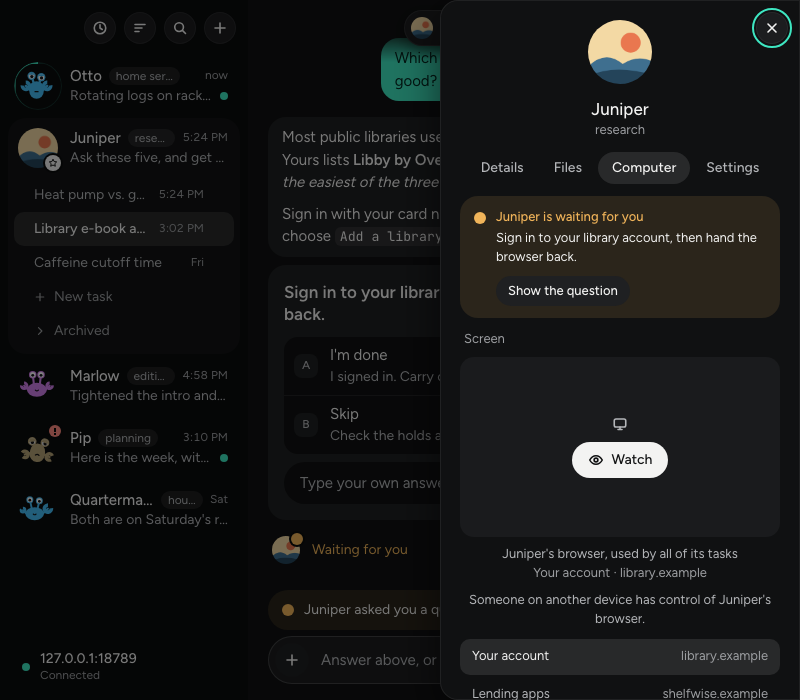 Otto home ser... now
Rotating logs on rack...
Juniper rese... 5:24 PM
Ask these five, and get ...
Heat pump vs. g... 5:24 PM
Library e-book a... 3:02 PM
Caffeine cutoff time Fri
New task
Archived
Marlow editi... 4:58 PM
Tightened the intro and...
Pip planning 3:10 PM
Here is the week, wit...
Quarterma... hou... Sat
Both are on Saturday's r...
127.0.0.1:18789
Connected
Which
good?
Most public libraries use
Yours lists Libby by Ove
the easiest of the three
Sign in with your card n
choose Add a library
Sign in to your librar
back.
A I'm done
I signed in. Carry
B Skip
Check the holds a
Type your own answe
Waiting for you
Juniper asked you a q
Answer above, or
Juniper
research
Details Files Computer Settings
Juniper is waiting for you
Sign in to your library account, then hand the
browser back.
Show the question
Screen
Watch
Juniper's browser, used by all of its tasks
Your account · library.example
Someone on another device has control of Juniper's
browser.
Your account library.example
Lending apps shelfwise.example